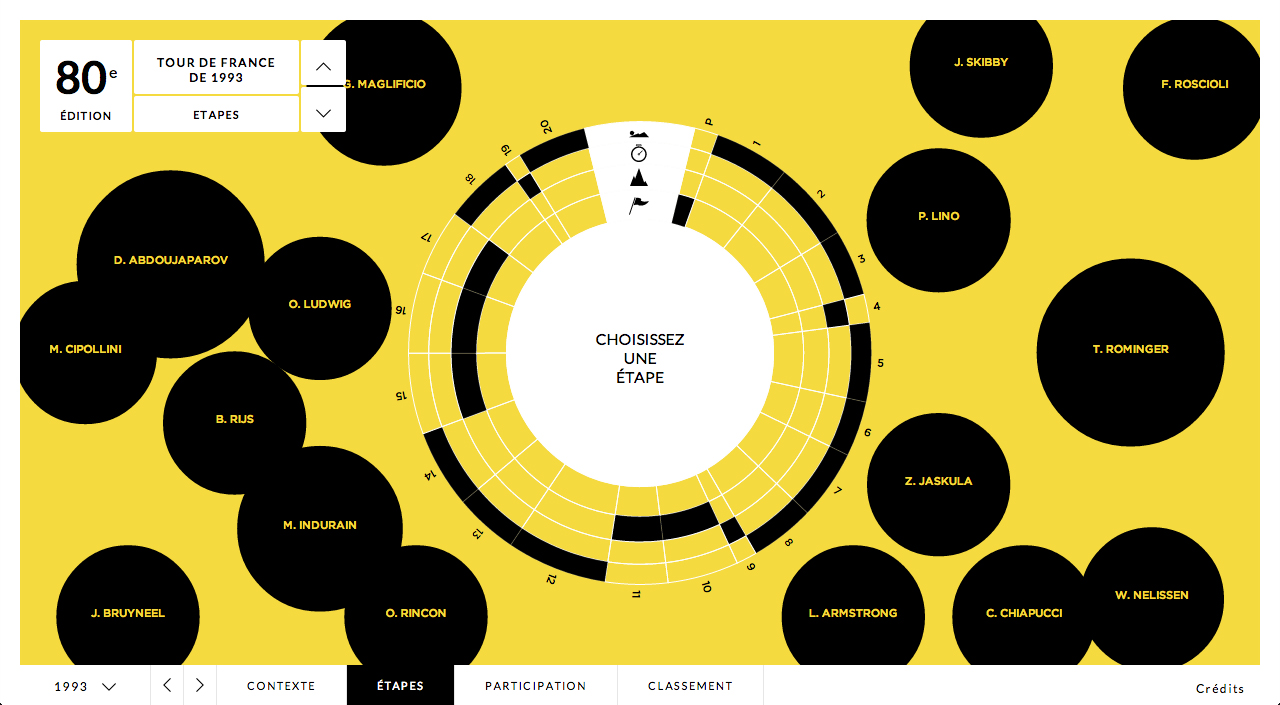 80e
ÉDITION
TOUR DE FRANCE
DE 1993
ETAPES
G. MAGLIFICIO
J. SKIBBY
F. ROSCIOLI
P. LINO
D. ABDOUJAPAROV
O. LUDWIG
M. CIPOLLINI
B. RIJS
M. INDURAIN
J. BRUYNEEL
O. RINCON
T. ROMINGER
Z. JASKULA
L. ARMSTRONG
C. CHIAPUCCI
W. NELISSEN
P
1
2
3
4
5
6
7
8
9
10
11
12
13
14
15
16
17
18
19
20
CHOISISSEZ
UNE
ÉTAPE
1993
CONTEXTE
ÉTAPES
PARTICIPATION
CLASSEMENT
Crédits